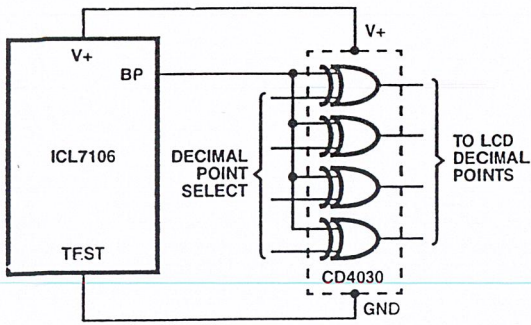 V+
V+
BP
ICL7106
DECIMAL
POINT
SELECT
TO LCD
DECIMAL
POINTS
TEST
CD4030
GND